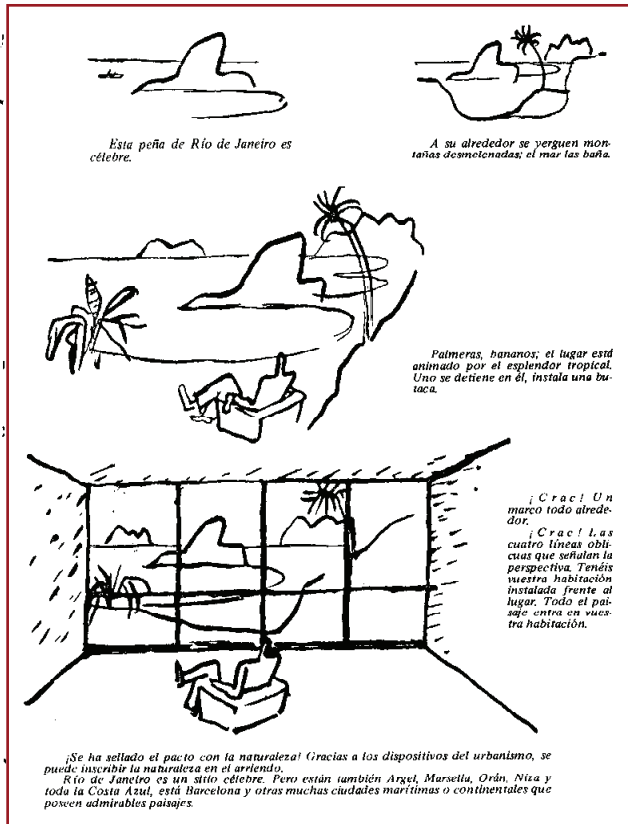 Esta peña de Río de Janeiro es
célebre.
A su alrededor se yerguen mon-
tañas desmelenadas; el mar las baña.
Palmeras, bananos; el lugar está
animado por el esplendor tropical.
Uno se detiene en él, instala una bu-
taca.
¡Crac! Un
marco todo alrede-
dor.
¡Crac! Las
cuatro líneas obli-
cuas que señalan la
perspectiva. Tenéis
vuestra habitación
instalada frente al
lugar. Todo el pai-
saje entra en vues-
tra habitación.
¡Se ha sellado el pacto con la naturaleza! Gracias a los dispositivos del urbanismo, se
puede inscribir la naturaleza en el arriendo.
Río de Janeiro es un sitio célebre. Pero están también Argel, Marsella, Orán, Niza y
toda la Costa Azul, está Barcelona y otras muchas ciudades marítimas o continentales que
poseen admirables paisajes.